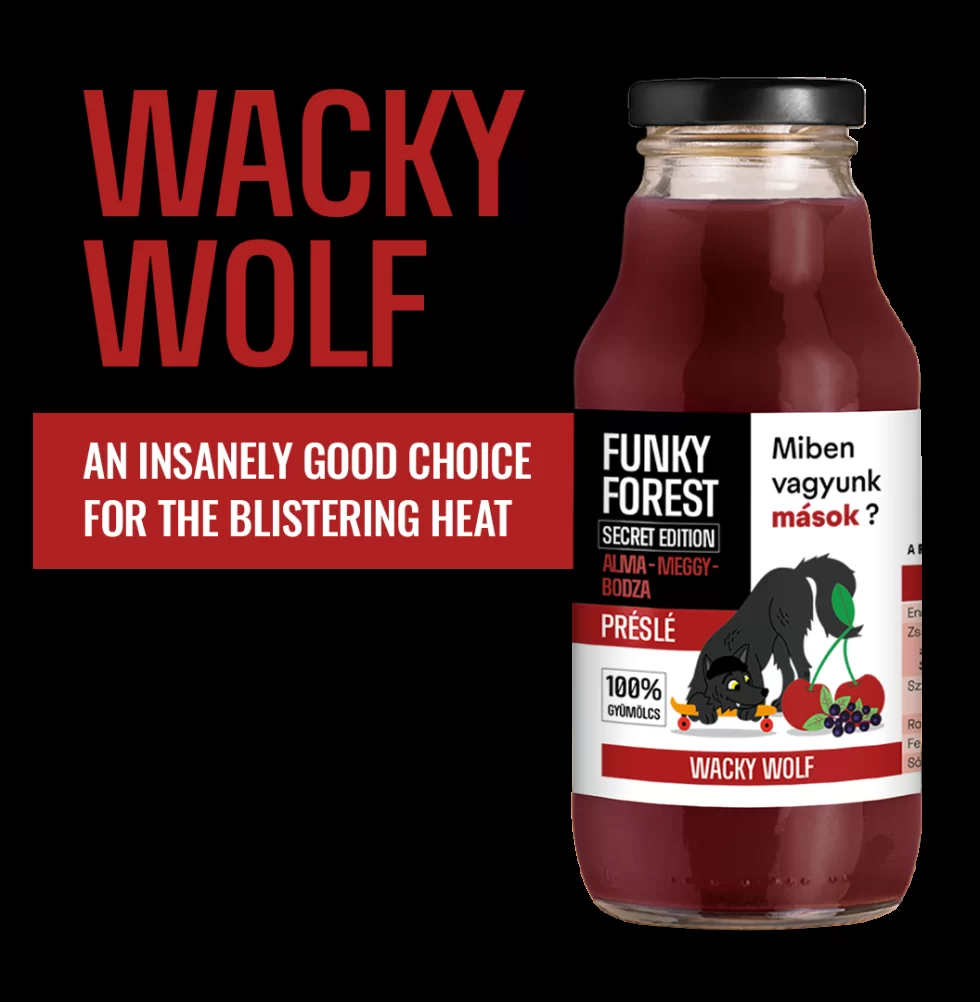 WACKY
WOLF
AN INSANELY GOOD CHOICE
FOR THE BLISTERING HEAT
FUNKY
FOREST
SECRET EDITION
ALMA-MEGGY-
BODZA
PRÉSLÉ
100%
GYÜMÖLCS
Miben
vagyunk
mások?
WACKY WOLF